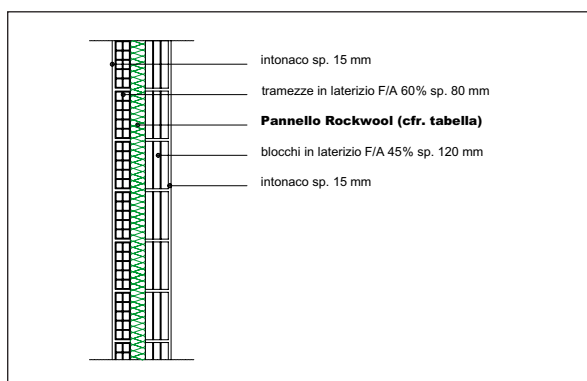 intonaco sp. 15 mm
tramezze in laterizio F/A 60% sp. 80 mm
Pannello Rockwool (cfr. tabella)
blocchi in laterizio F/A 45% sp. 120 mm
intonaco sp. 15 mm